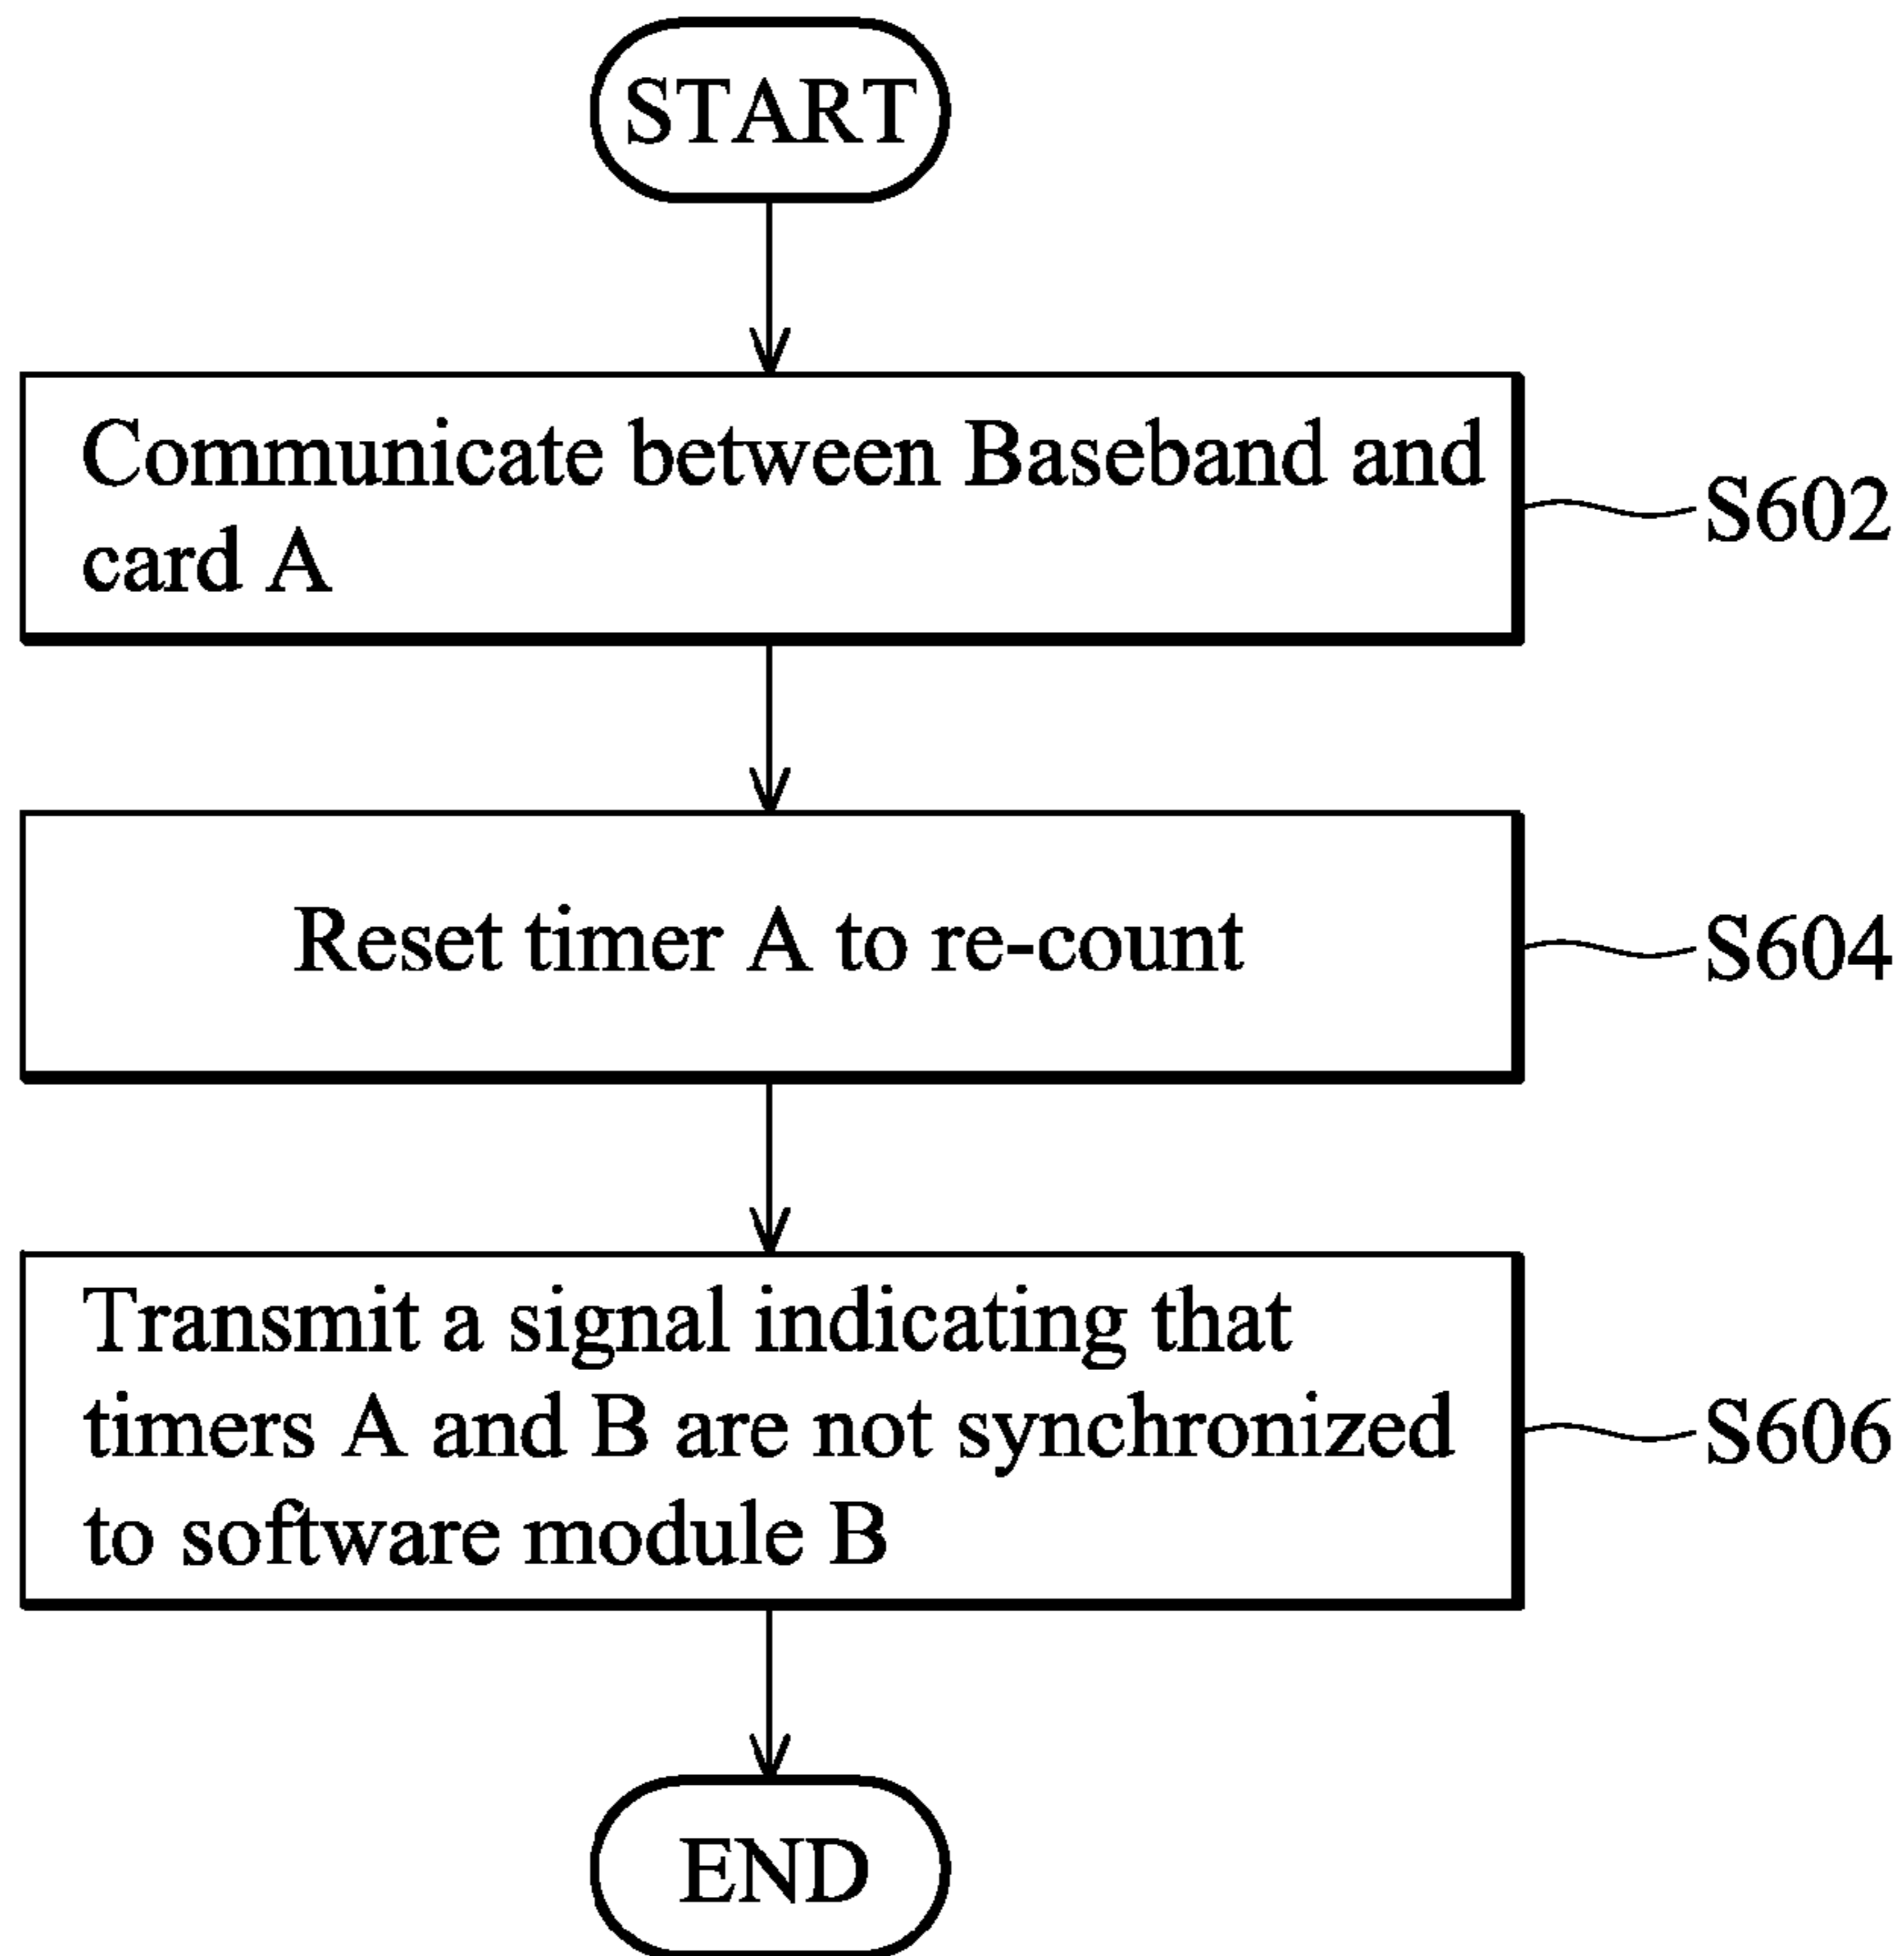 START
Communicate between Baseband and
card A
S602
Reset timer A to re-count
S604
Transmit a signal indicating that
timers A and B are not synchronized
to software module B
S606
END